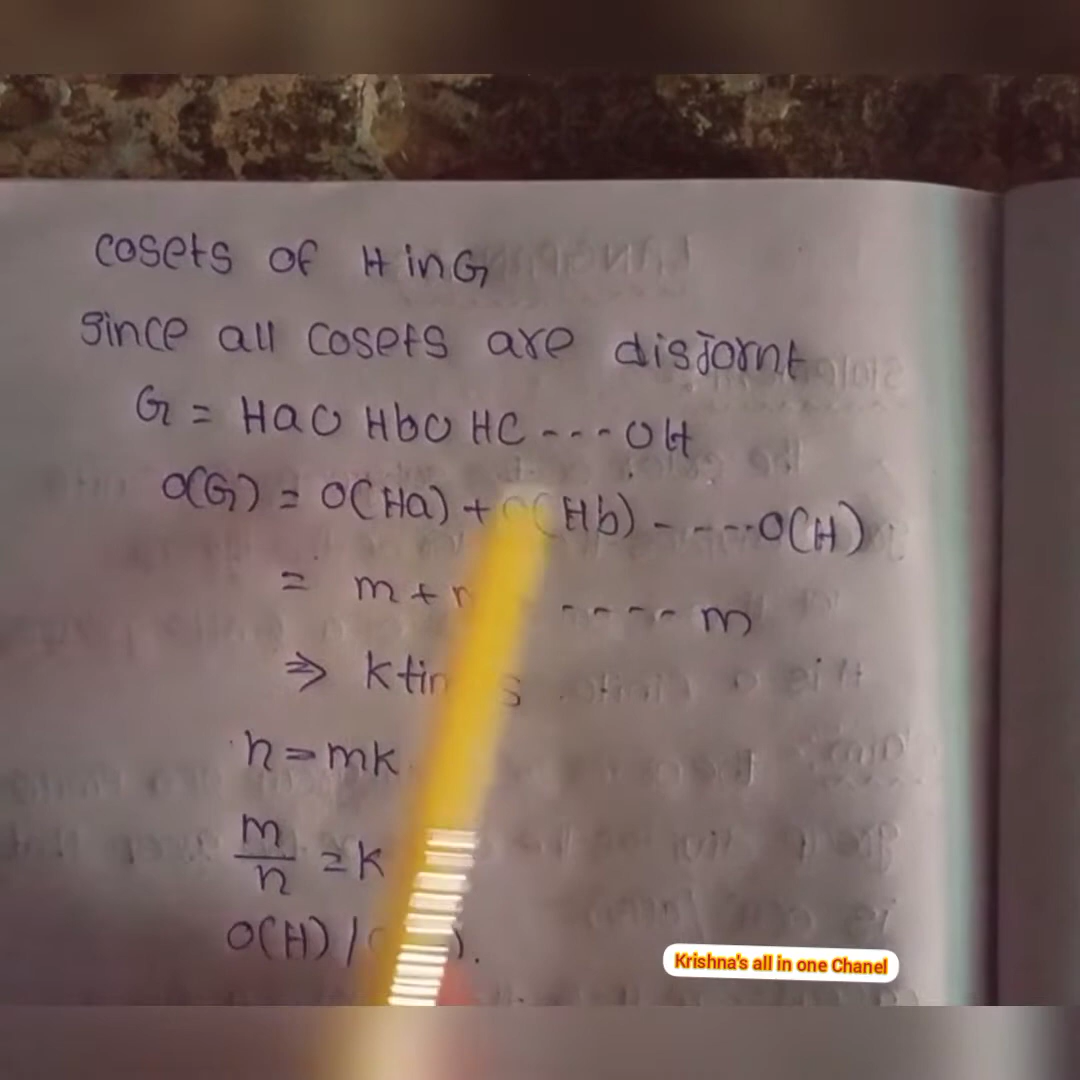 cosets of H in G
Since all cosets are disjoint
G = Ha ∪ Hb ∪ Hc ---- ∪ H
O(G) = O(Ha) + O(Hb) - ----O(H)
= m + ----- m
⇒ k times
n = mk
m/n = k
O(H) /
Krishna's all in one Chanel